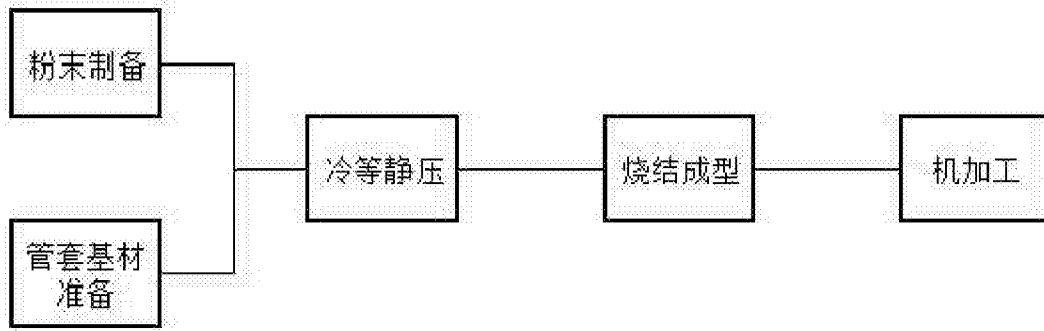 粉末制备
冷等静压
烧结成型
机加工
管套基材
准备